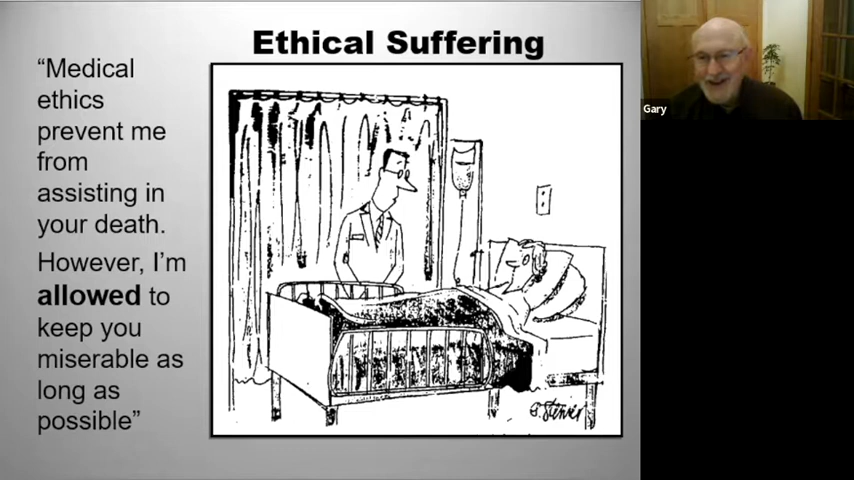 Ethical Suffering
“Medical
ethics
prevent me
from
assisting in
your death.
However, I’m
allowed to
keep you
miserable as
long as
possible”
Gary